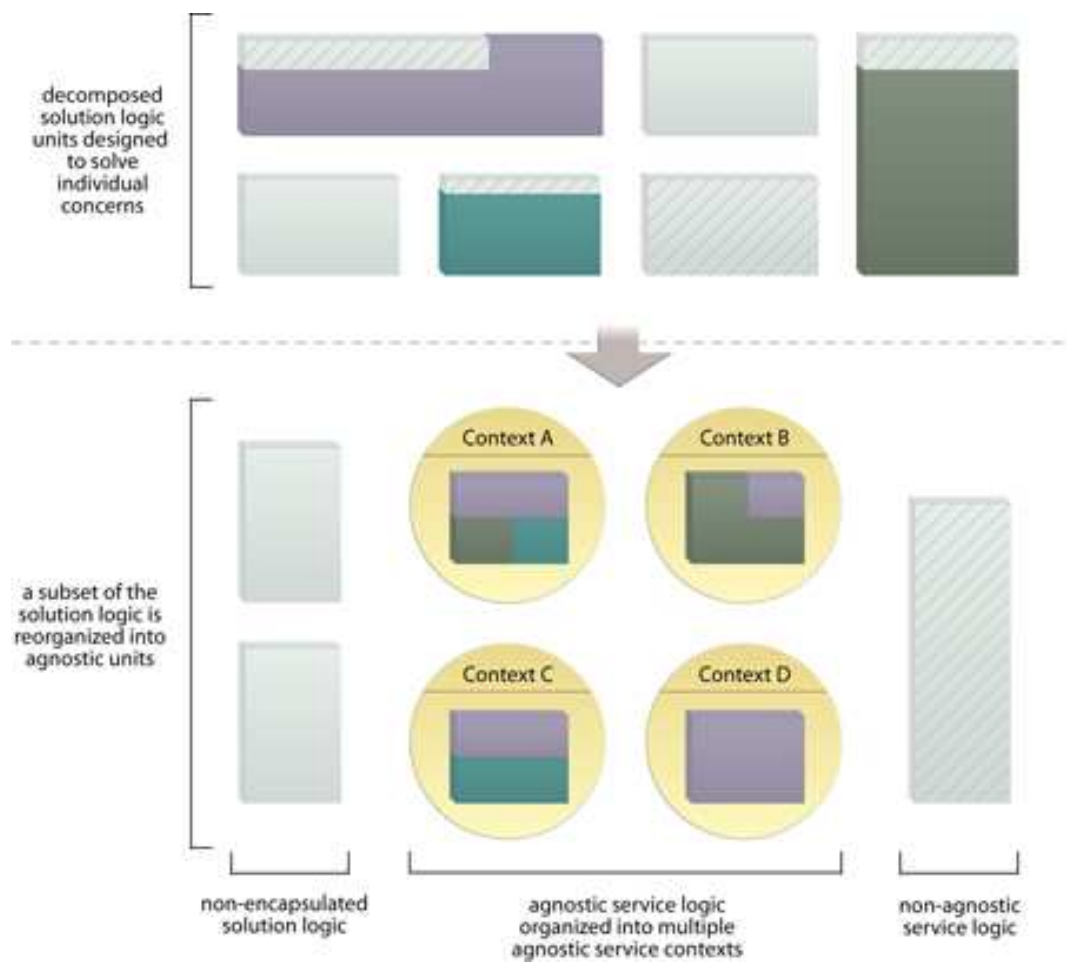 decomposed
solution logic
units designed
to solve
individual
concerns
Context A
Context B
a subset of the
solution logic is
reorganized into
agnostic units
Context C
Context D
non-encapsulated
solution logic
agnostic service logic
organized into multiple
agnostic service contexts
non-agnostic
service logic